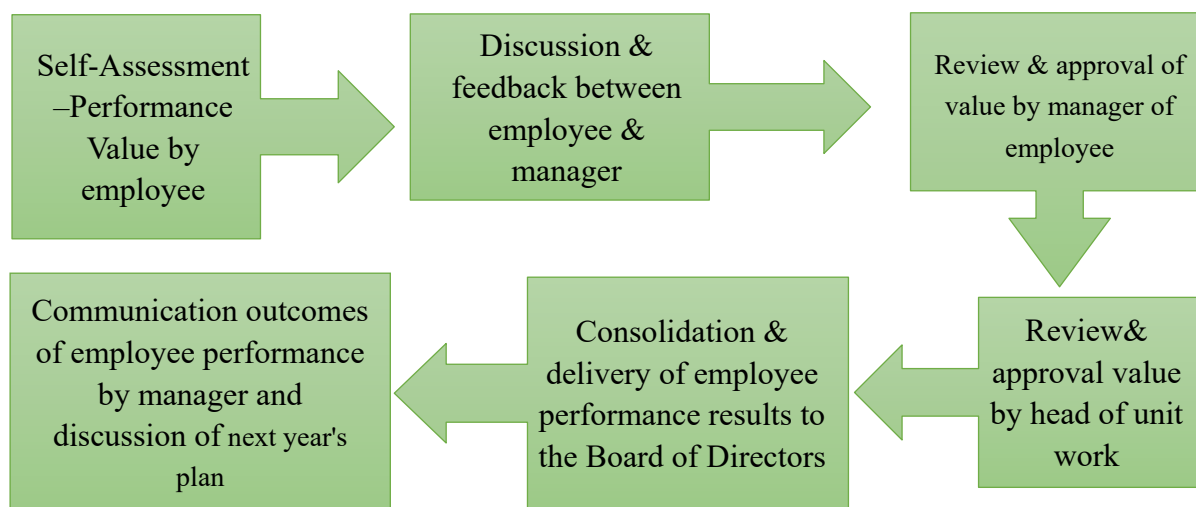 Self-Assessment
–Performance
Value by
employee
Discussion &
feedback between
employee &
manager
Review & approval of
value by manager of
employee
Review&
approval value
by head of unit
work
Consolidation &
delivery of employee
performance results to
the Board of Directors
Communication outcomes
of employee performance
by manager and
discussion of next year's
plan